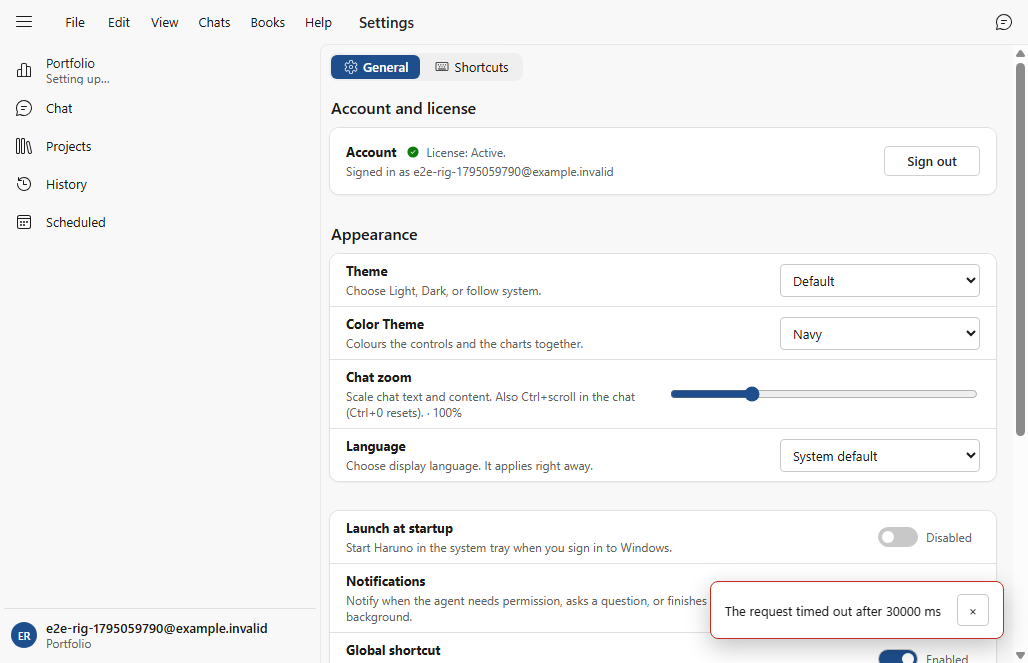 File Edit View Chats Books Help Settings
Portfolio
Setting up...
Chat
Projects
History
Scheduled
General Shortcuts
Account and license
Account License: Active.
Signed in as e2e-rig-1795059790@example.invalid
Sign out
Appearance
Theme
Choose Light, Dark, or follow system.
Default
Color Theme
Colours the controls and the charts together.
Navy
Chat zoom
Scale chat text and content. Also Ctrl+scroll in the chat
(Ctrl+0 resets). · 100%
Language
Choose display language. It applies right away.
System default
Launch at startup
Start Haruno in the system tray when you sign in to Windows.
Disabled
Notifications
Notify when the agent needs permission, asks a question, or finishes
background.
The request timed out after 30000 ms ×
Global shortcut
Enabled
ER
e2e-rig-1795059790@example.invalid
Portfolio